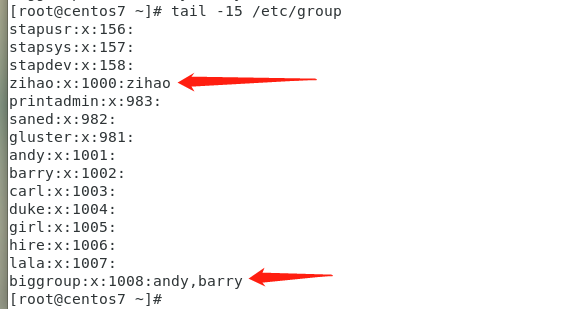 [root@centos7 ~]# tail -15 /etc/group
stapusr:x:156:
stapsys:x:157:
stapdev:x:158:
zihao:x:1000:zihao
printadmin:x:983:
saned:x:982:
gluster:x:981:
andy:x:1001:
barry:x:1002:
carl:x:1003:
duke:x:1004:
girl:x:1005:
hire:x:1006:
lala:x:1007:
biggroup:x:1008:andy,barry
[root@centos7 ~]#